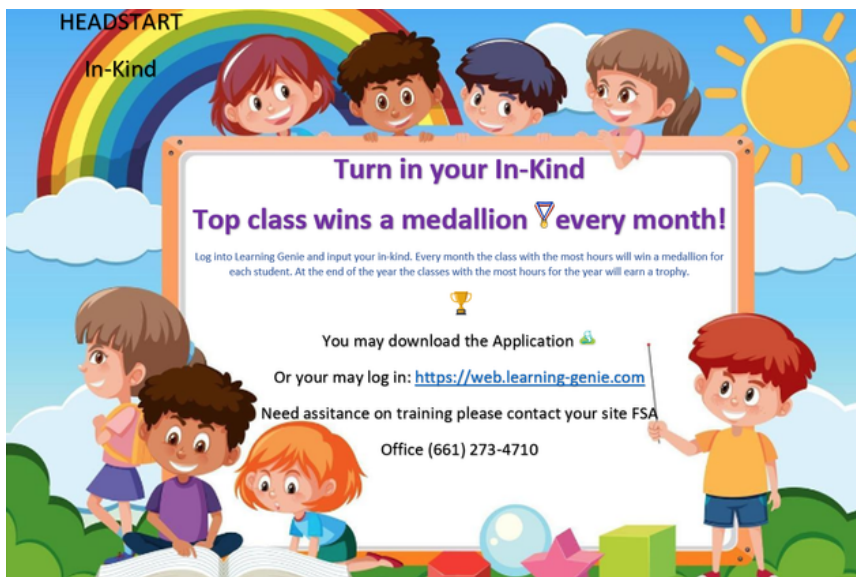 HEADSTART
In-Kind
Turn in your In-Kind
Top class wins a medallion every month!
Log into Learning Genie and input your in-kind. Every month the class with the most hours will win a medallion for
each student. At the end of the year the classes with the most hours for the year will earn a trophy.
You may download the Application
Or your may log in: https://web.learning-genie.com
Need assitance on training please contact your site FSA
Office (661) 273-4710